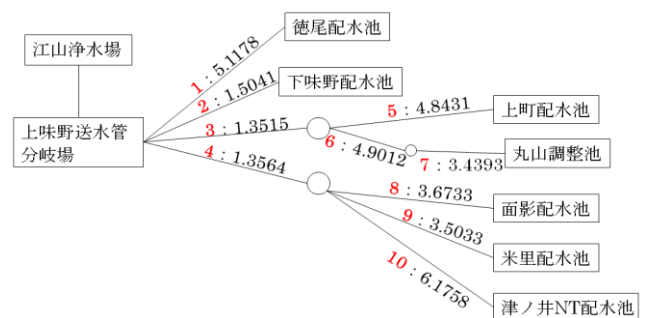 徳尾配水池
江山浄水場
1：5.1178
下味野配水池
2：1.5041
5：4.8431
上町配水池
上味野送水管
分岐場
3：1.3515
6：4.9012
丸山調整池
7：3.4393
4：1.3564
8：3.6733
面影配水池
9：3.5033
米里配水池
10：6.1758
津ノ井NT配水池